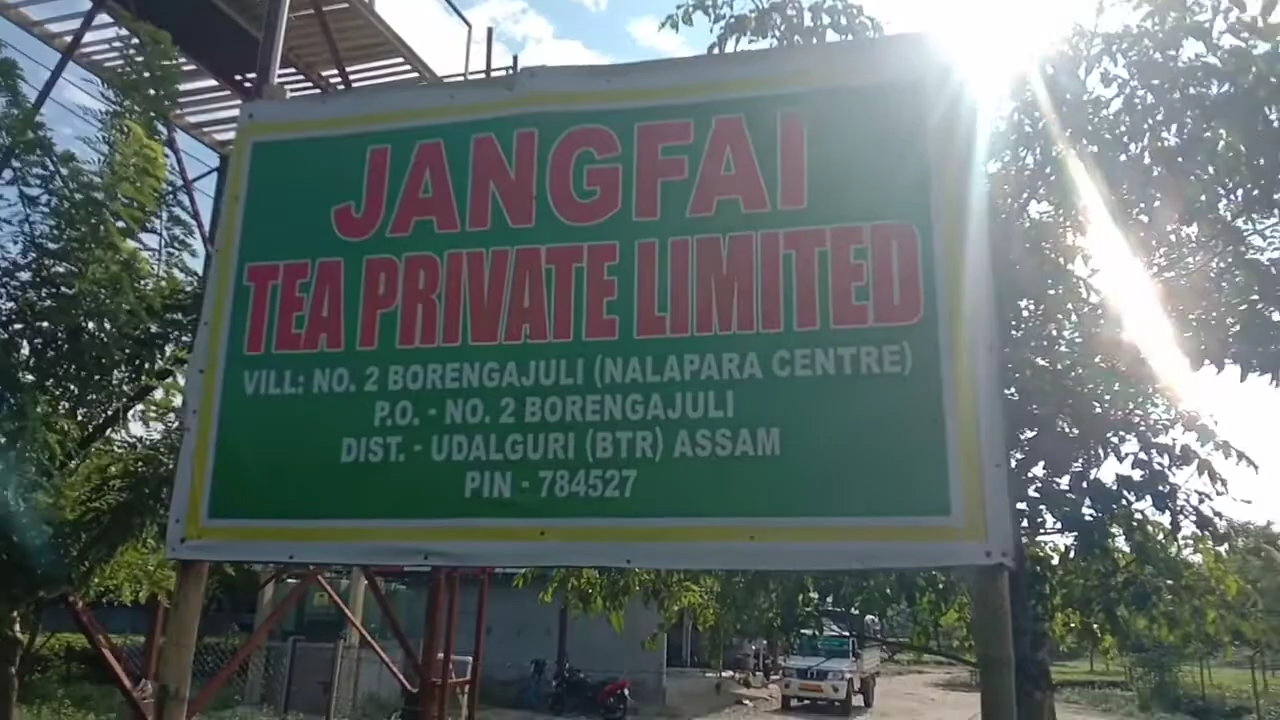 JANGFAI
TEA PRIVATE LIMITED
VILL: NO. 2 BORENGAJULI (NALAPARA CENTRE)
P.O. - NO. 2 BORENGAJULI
DIST. - UDALGURI (BTR) ASSAM
PIN - 784527